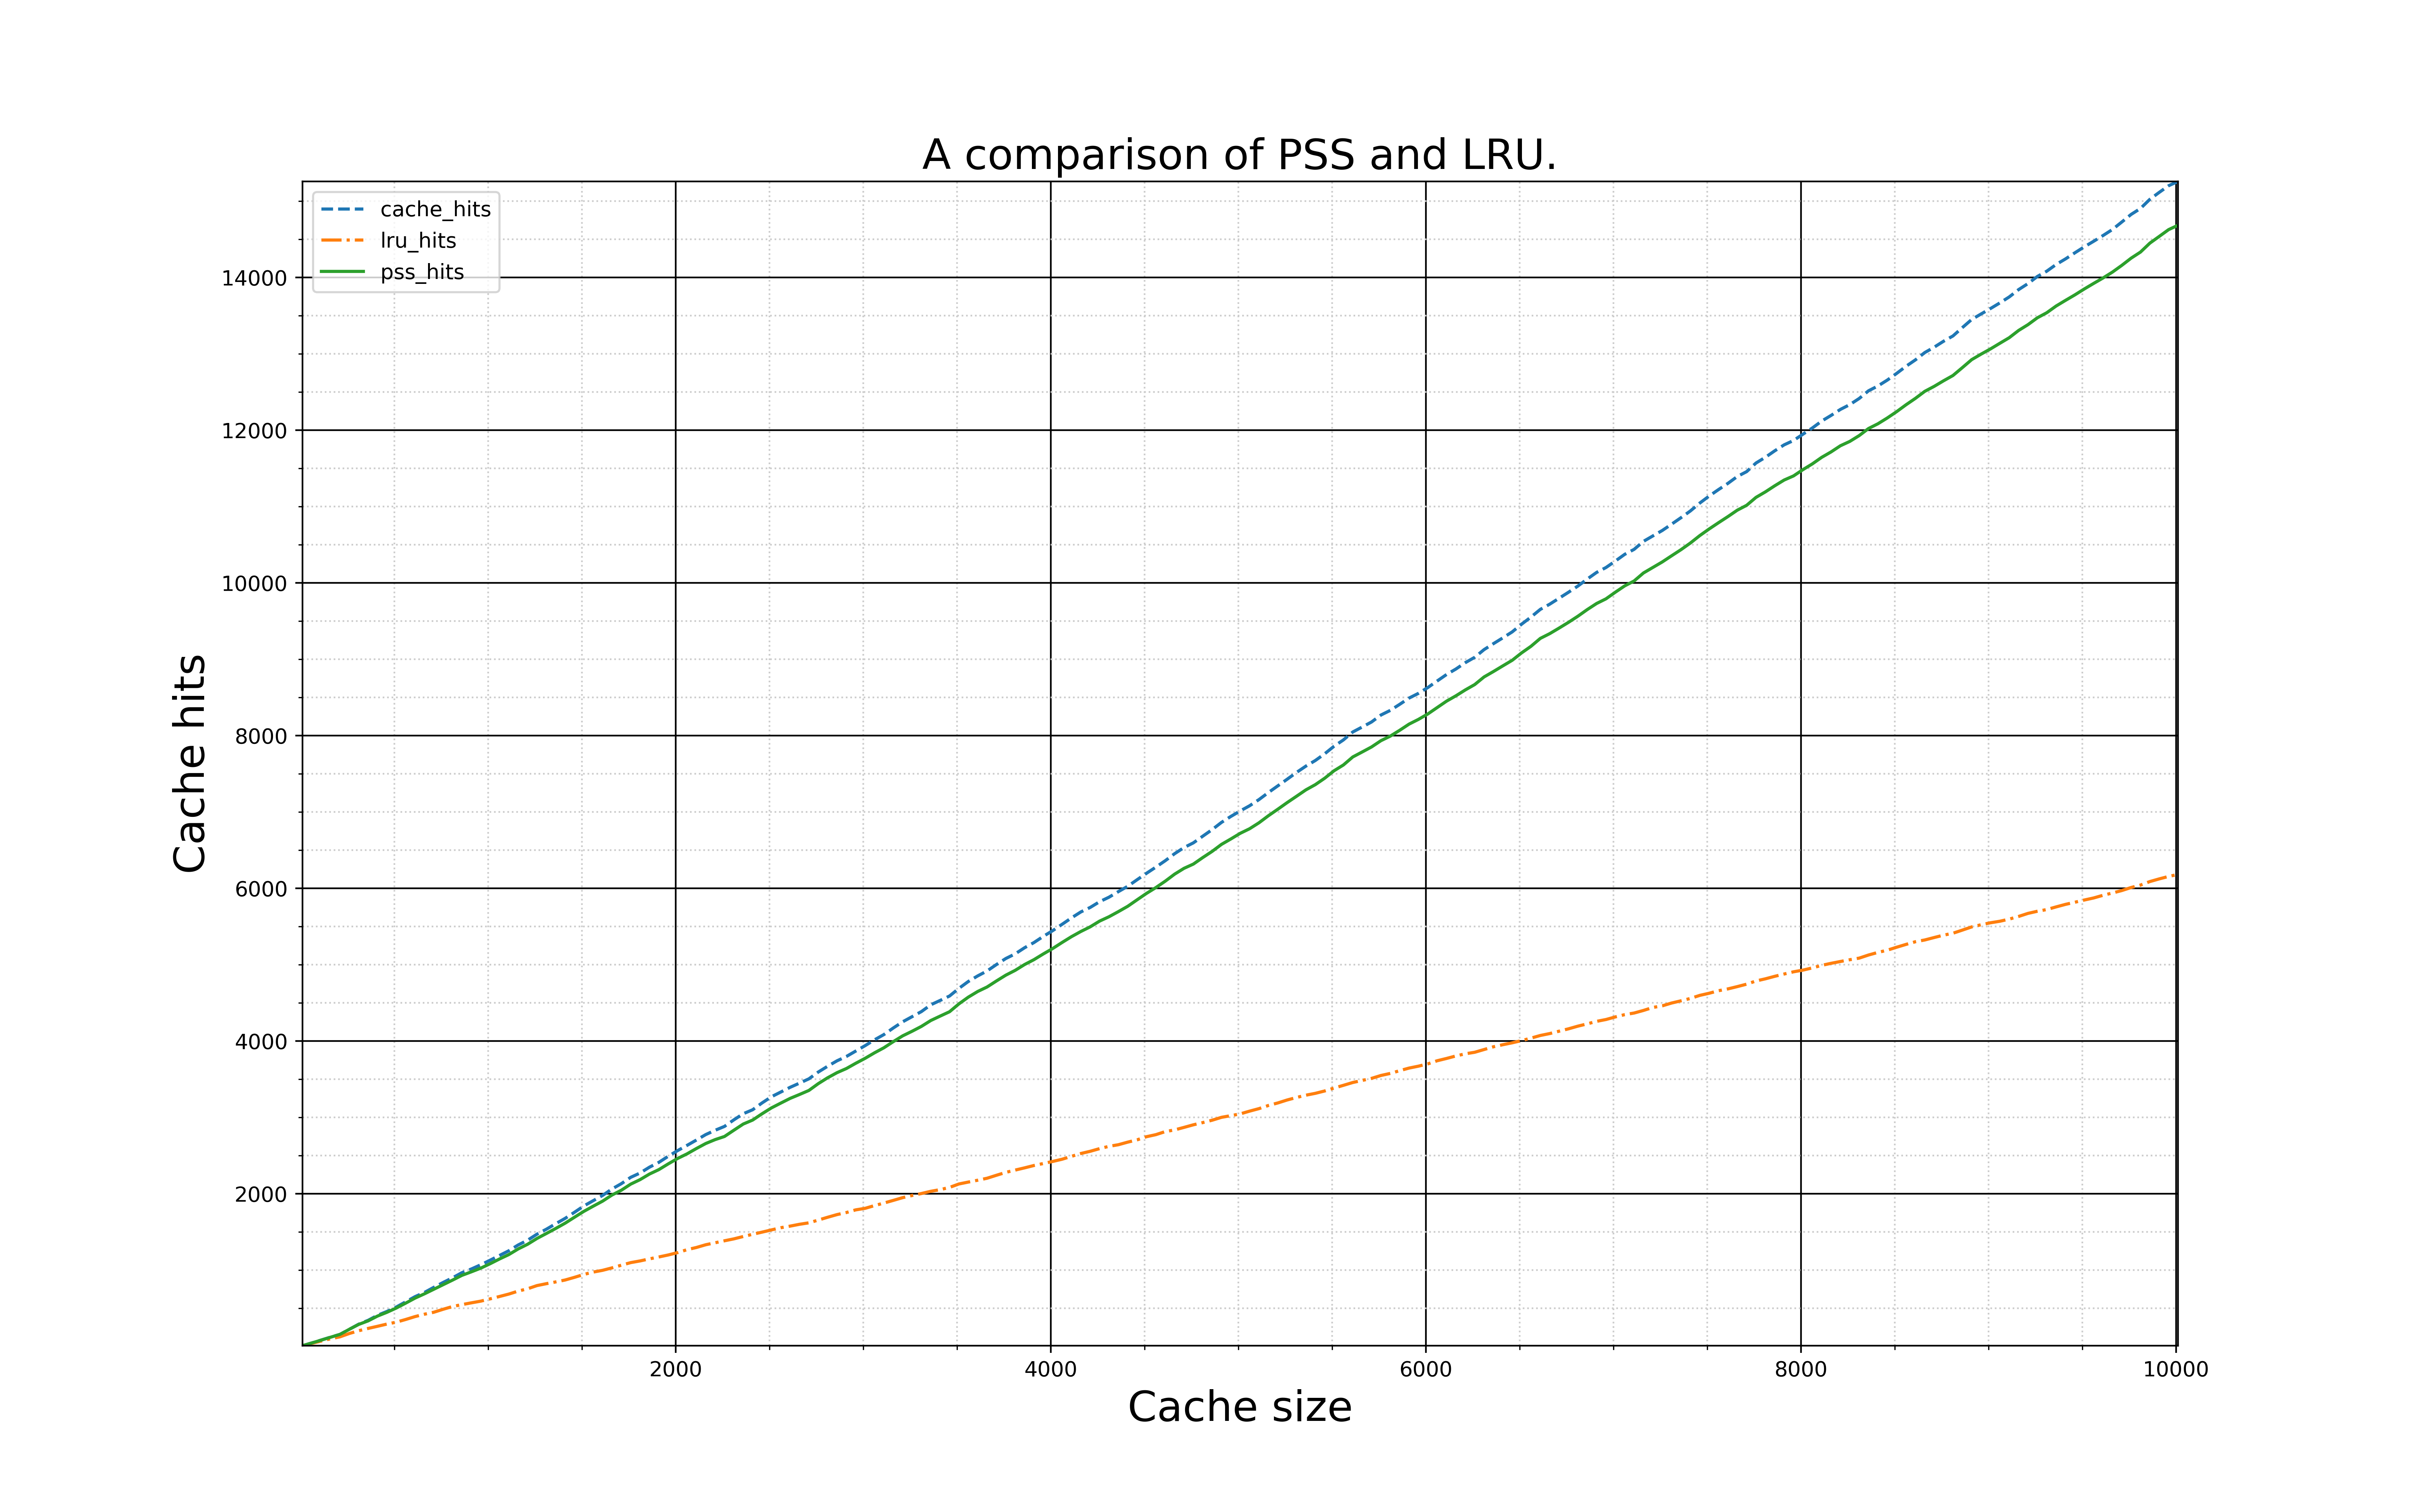 A comparison of PSS and LRU.
cache_hits
lru_hits
pss_hits
14000
12000
10000
8000
6000
4000
2000
Cache hits
2000 4000 6000 8000 10000
Cache size